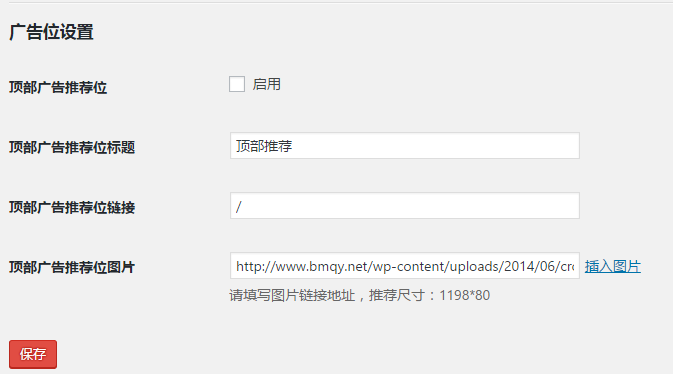 广告位设置
顶部广告推荐位 启用
顶部广告推荐位标题 顶部推荐
顶部广告推荐位链接 /
顶部广告推荐位图片 http://www.bmqy.net/wp-content/uploads/2014/06/cro 插入图片
请填写图片链接地址，推荐尺寸：1198*80
保存